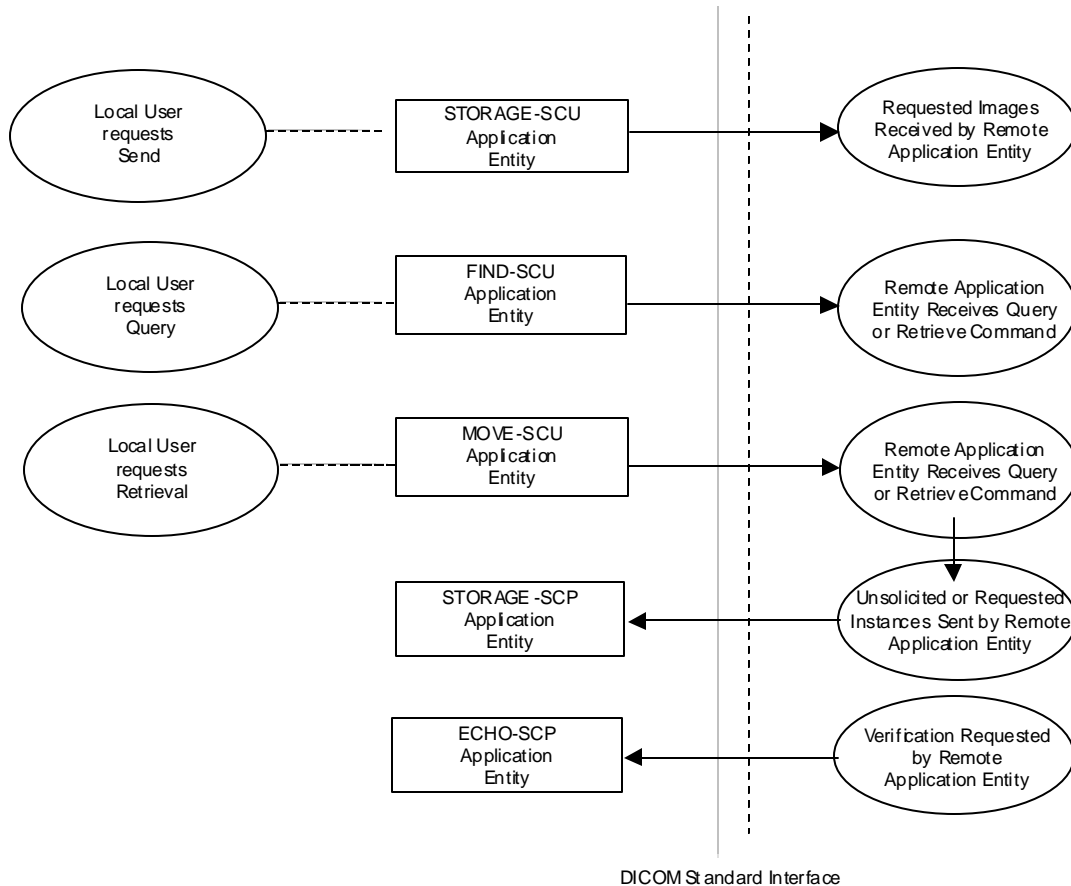 Local User
requests
Send
STORAGE-SCU
Application
Entity
Requested Images
Received by Remote
Application Entity
Local User
requests
Query
FIND-SCU
Application
Entity
Remote Application
Entity Receives Query
or Retrieve Command
Local User
requests
Retrieval
MOVE-SCU
Application
Entity
Remote Application
Entity Receives Query
or Retrieve Command
STORAGE-SCP
Application
Entity
Unsolicited or Requested
Instances Sent by Remote
Application Entity
ECHO-SCP
Application
Entity
Verification Requested
by Remote
Application Entity
DICOM Standard Interface